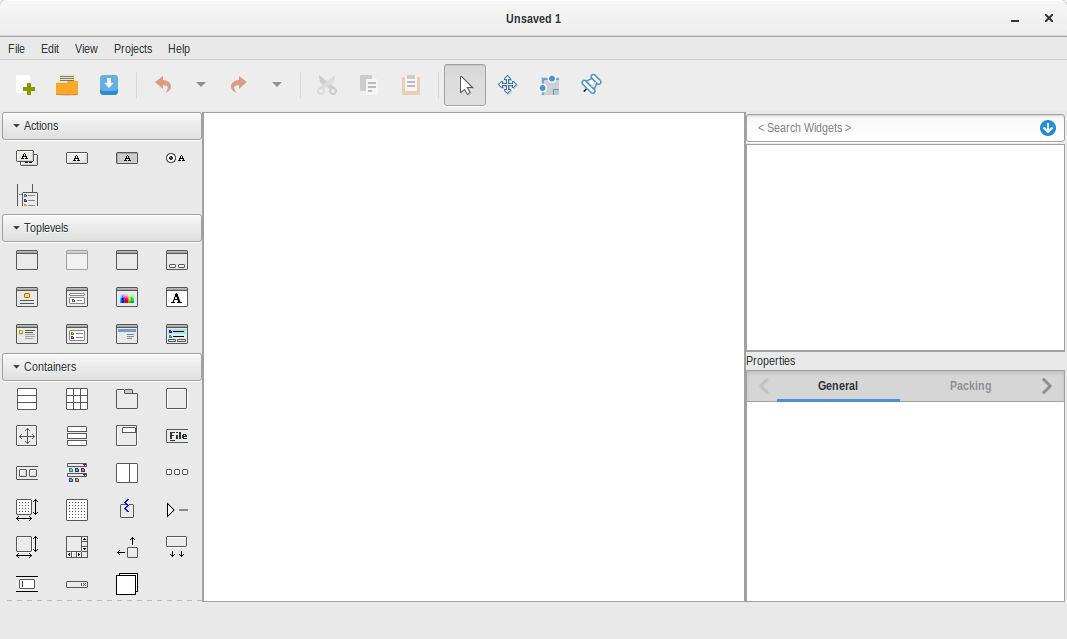 Unsaved 1
File Edit View Projects Help
Actions
A A A A
Toplevels
A
Containers
File
< Search Widgets >
Properties
General Packing